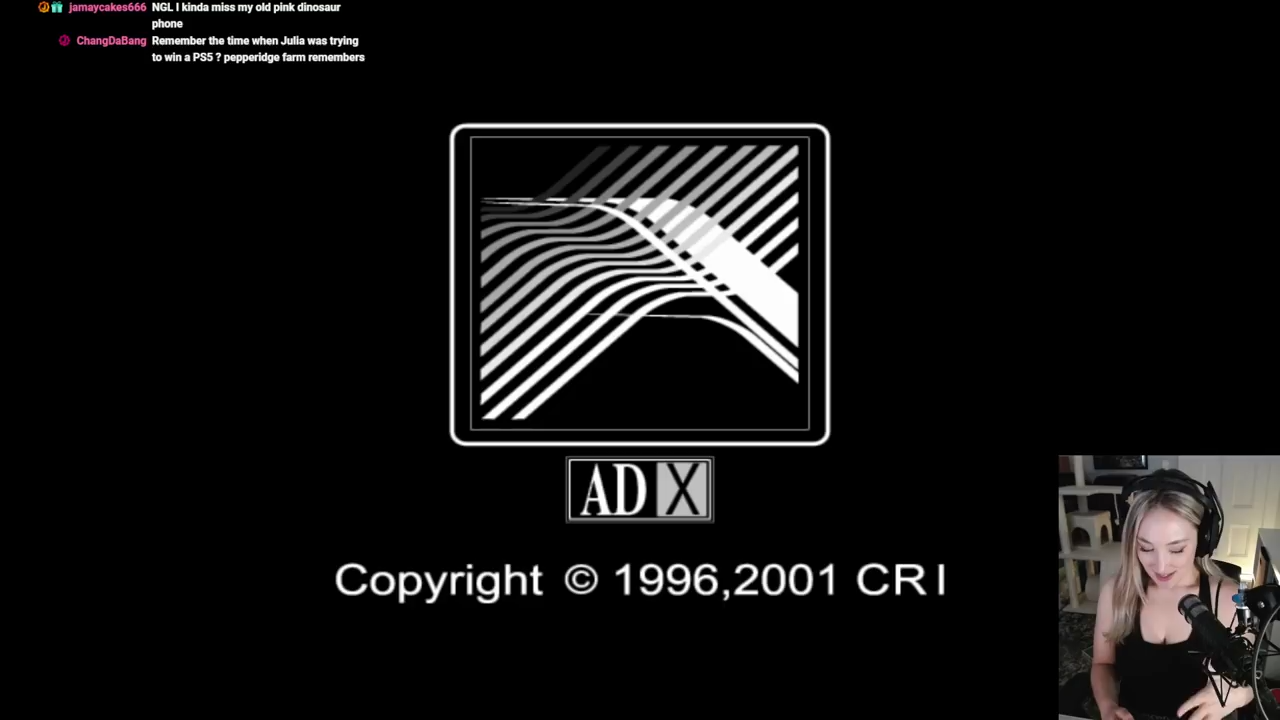 jamaycakes666 NGL I kinda miss my old pink dinosaur
phone
ChangDaBang Remember the time when Julia was trying
to win a PS5 ? pepperidge farm remembers
ADX
Copyright © 1996,2001 CRI